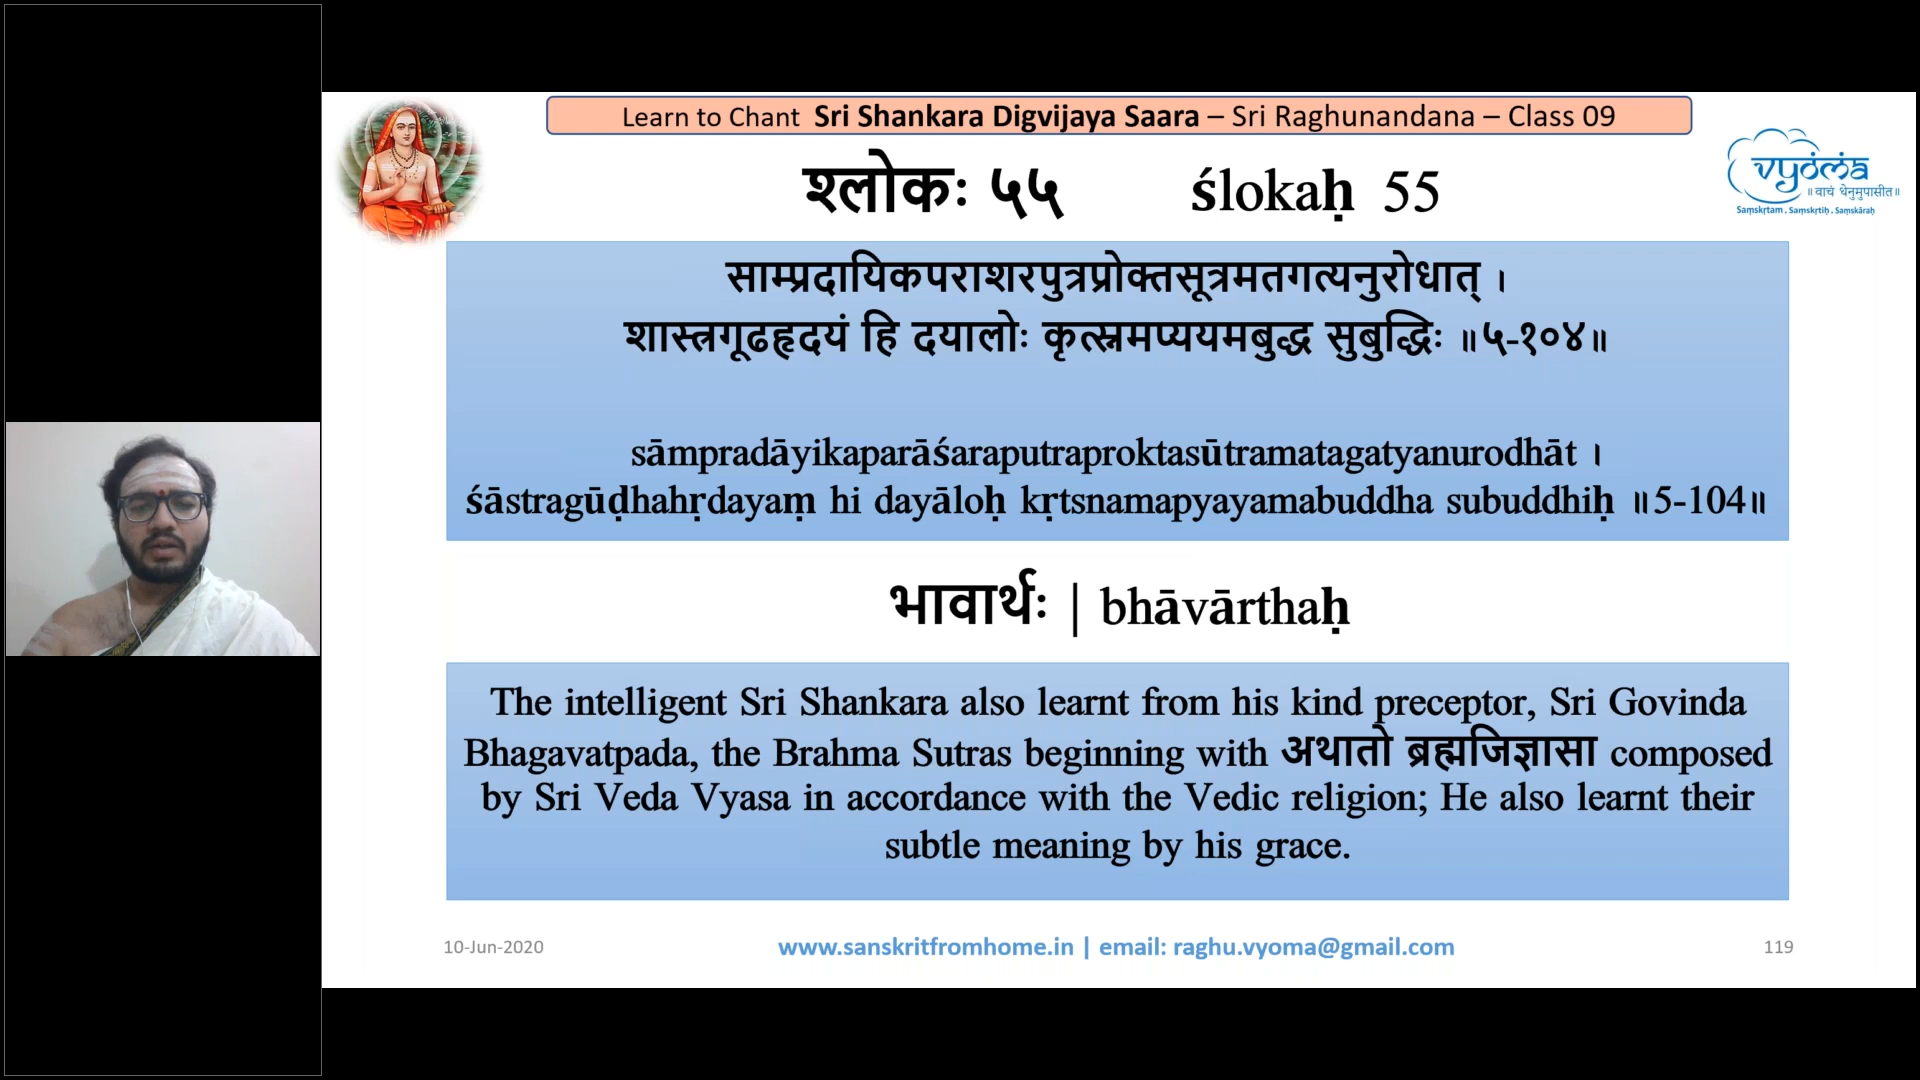 Learn to Chant Sri Shankara Digvijaya Saara – Sri Raghunandana – Class 09
vyoma
॥ वाचं धेनुमुपासीत॥
Saṃskṛtam . Saṃskṛtiḥ . Saṃskāraḥ
श्लोकः ५५ ślokaḥ 55
साम्प्रदायिकपराशरपुत्रप्रोक्तसूत्रमतगत्यनुरोधात् ।
शास्त्रगूढहृदयं हि दयालोः कृत्स्नमप्ययमबुद्ध सुबुद्धिः ॥५-१०४॥
sāmpradāyikaparāśaraputraproktasūtramatagatyanurodhāt ।
śāstragūḍhahṛdayaṃ hi dayāloḥ kṛtsnamapyayamabuddha subuddhiḥ ॥5-104॥
भावार्थः | bhāvārthaḥ
The intelligent Sri Shankara also learnt from his kind preceptor, Sri Govinda
Bhagavatpada, the Brahma Sutras beginning with अथातो ब्रह्मजिज्ञासा composed
by Sri Veda Vyasa in accordance with the Vedic religion; He also learnt their
subtle meaning by his grace.
10-Jun-2020 www.sanskritfromhome.in | email: raghu.vyoma@gmail.com 119